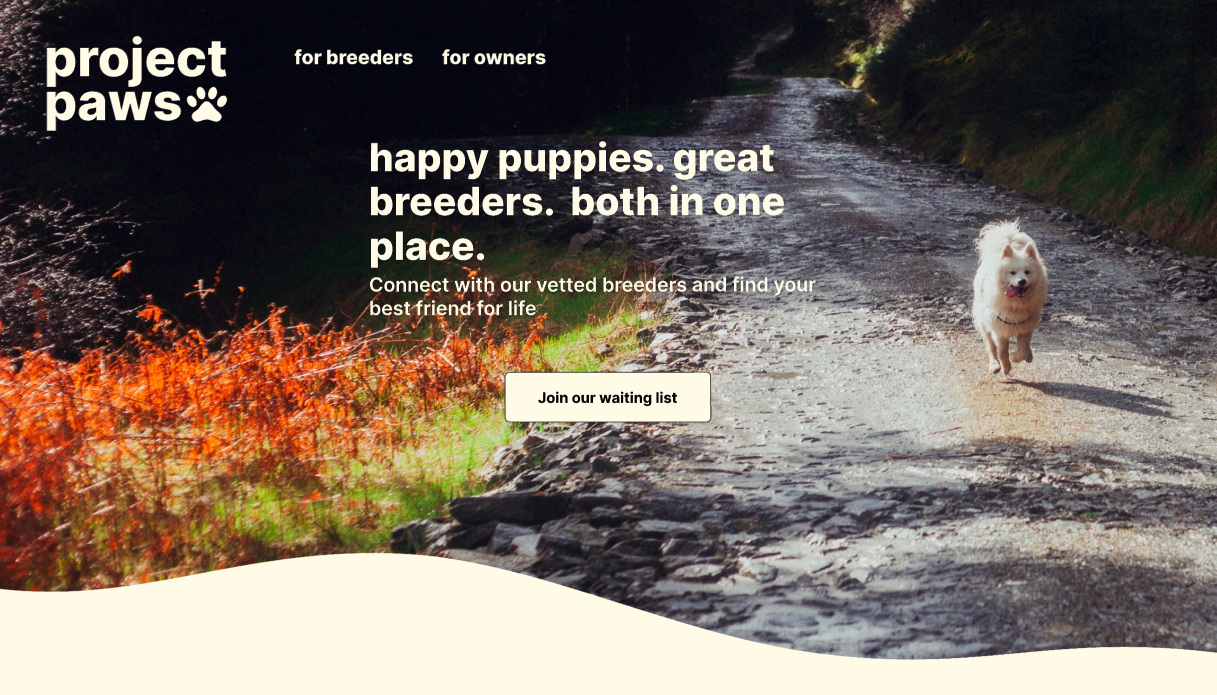 project
paws
for breeders
for owners
happy puppies. great
breeders.  both in one
place.
Connect with our vetted breeders and find your
best friend for life
Join our waiting list